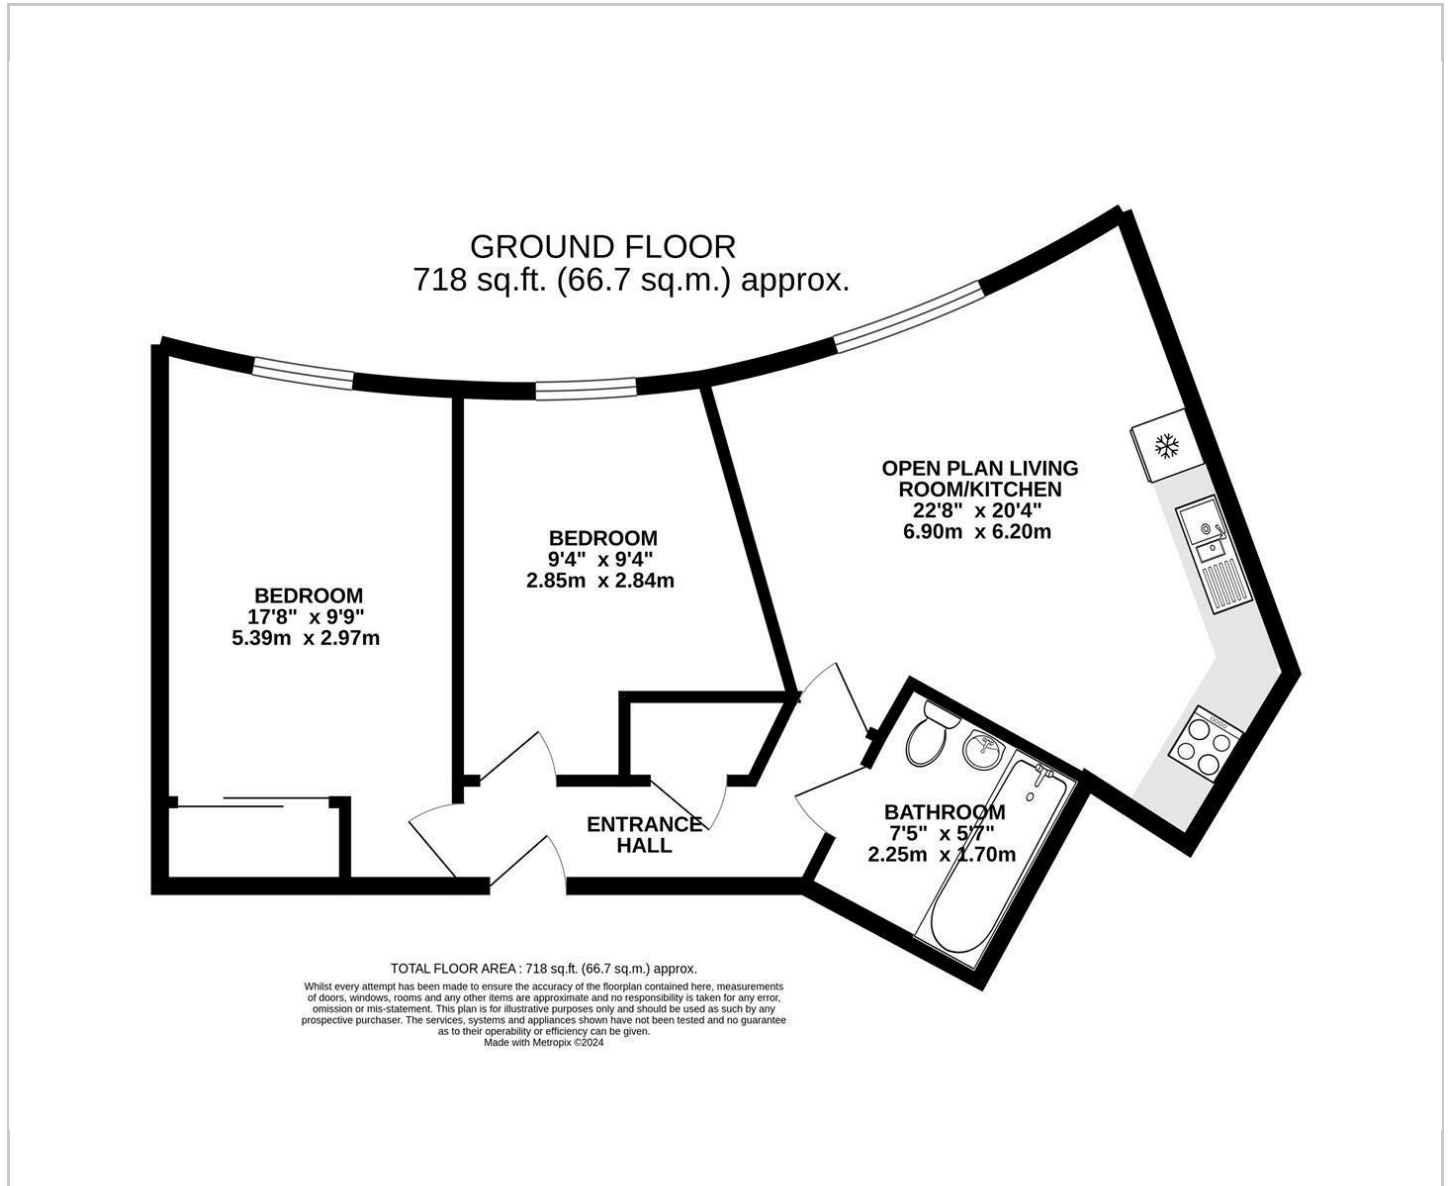 GROUND FLOOR
718 sq.ft. (66.7 sq.m.) approx.
OPEN PLAN LIVING
ROOM/KITCHEN
22'8" x 20'4"
6.90m x 6.20m
BEDROOM
9'4" x 9'4"
2.85m x 2.84m
BEDROOM
17'8" x 9'9"
5.39m x 2.97m
BATHROOM
7'5" x 5'7"
2.25m x 1.70m
ENTRANCE
HALL
TOTAL FLOOR AREA : 718 sq.ft. (66.7 sq.m.) approx.
Whilst every attempt has been made to ensure the accuracy of the floorplan contained here, measurements
of doors, windows, rooms and any other items are approximate and no responsibility is taken for any error,
omission or mis-statement. This plan is for illustrative purposes only and should be used as such by any
prospective purchaser. The services, systems and appliances shown have not been tested and no guarantee
as to their operability or efficiency can be given.
Made with Metropix ©2024